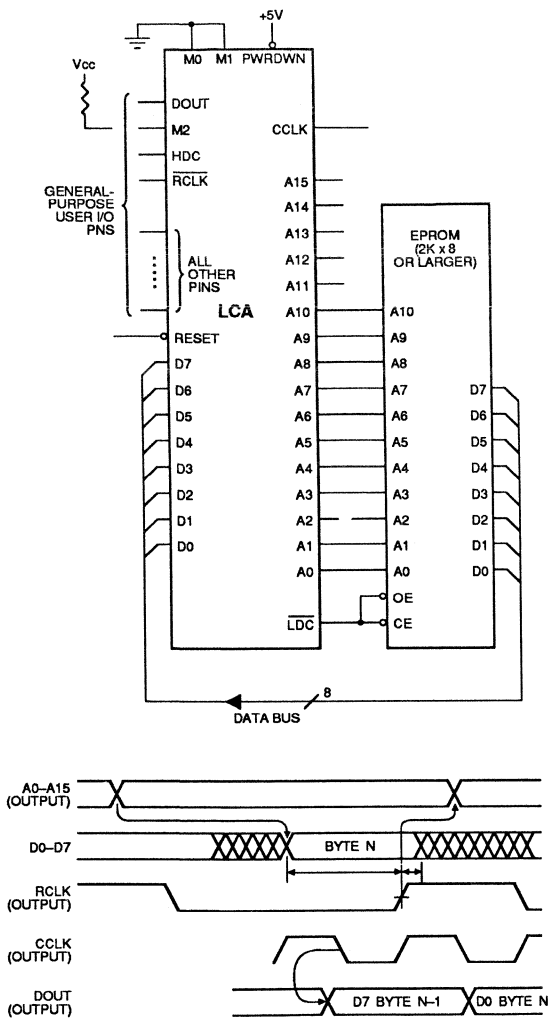 +5V
M0 M1 PWRDWN
Vcc
DOUT
M2
HDC
RCLK
GENERAL-
PURPOSE
USER I/O
PNS
ALL
OTHER
PINS
LCA
RESET
D7
D6
D5
D4
D3
D2
D1
D0
CCLK
A15
A14
A13
A12
A11
A10
A9
A8
A7
A6
A5
A4
A3
A2
A1
A0
LDC
EPROM
(2K x 8
OR LARGER)
A10
A9
A8
A7
A6
A5
A4
A3
A2
A1
A0
OE
CE
D7
D6
D5
D4
D3
D2
D1
D0
8
DATA BUS
A0–A15
(OUTPUT)
D0–D7
BYTE N
RCLK
(OUTPUT)
CCLK
(OUTPUT)
DOUT
(OUTPUT)
D7 BYTE N–1
D0 BYTE N